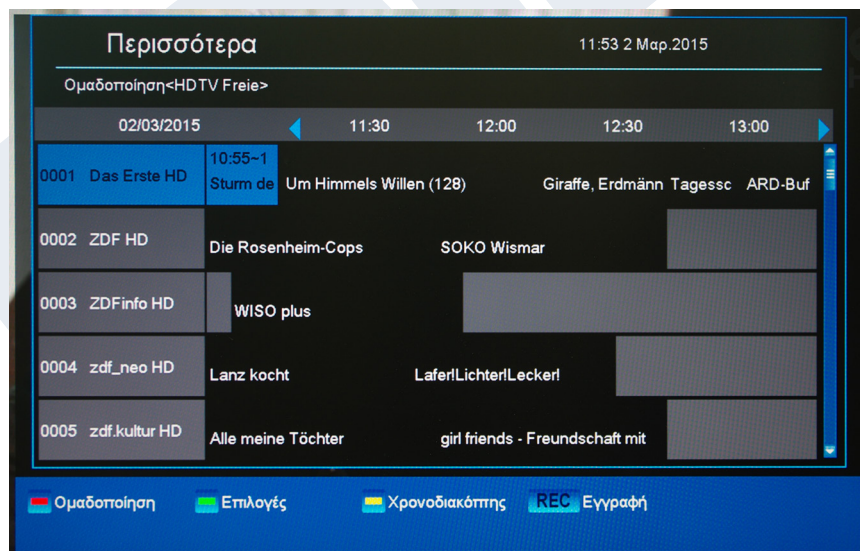 Περισσότερα 11:53 2 Μαρ.2015
Ομαδοποίηση<HDTV Freie>
02/03/2015 11:30 12:00 12:30 13:00
10:55~1
0001 Das Erste HD Sturm de Um Himmels Willen (128) Giraffe, Erdmänn Tagessc ARD-Buf
0002 ZDF HD Die Rosenheim-Cops SOKO Wismar
0003 ZDFinfo HD WISO plus
0004 zdf_neo HD Lanz kocht Lafer!Lichter!Lecker!
0005 zdf.kultur HD Alle meine Töchter girl friends - Freundschaft mit
Ομαδοποίηση Επιλογές Χρονοδιακόπτης REC Εγγραφή